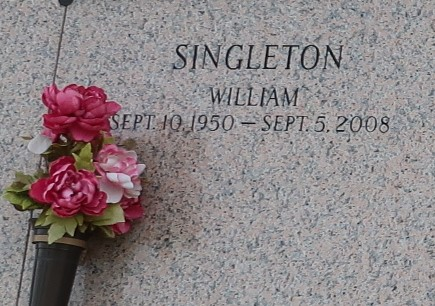 SINGLETON
WILLIAM
SEPT. 10, 1950 – SEPT. 5, 2008